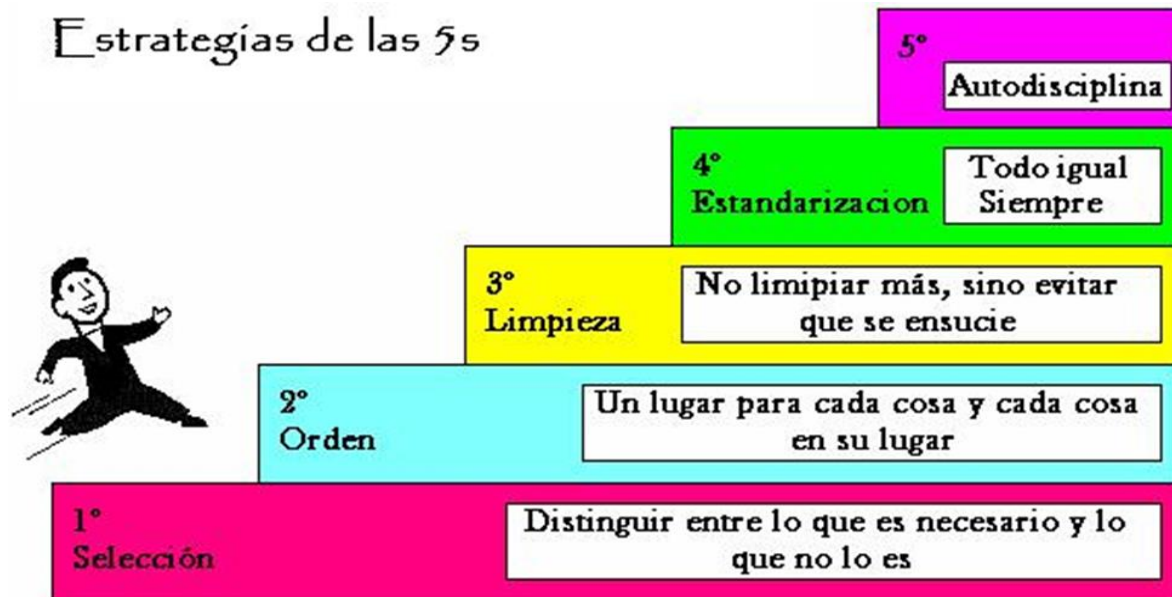 Estrategías de las 5s
5°
Autodisciplina
4°
Estandarizacion
Todo igual
Siempre
3°
Limpieza
No limipiar más, sino evitar
que se ensucie
2°
Orden
Un lugar para cada cosa y cada cosa
en su lugar
1°
Selección
Distinguir entre lo que es necesario y lo
que no lo es